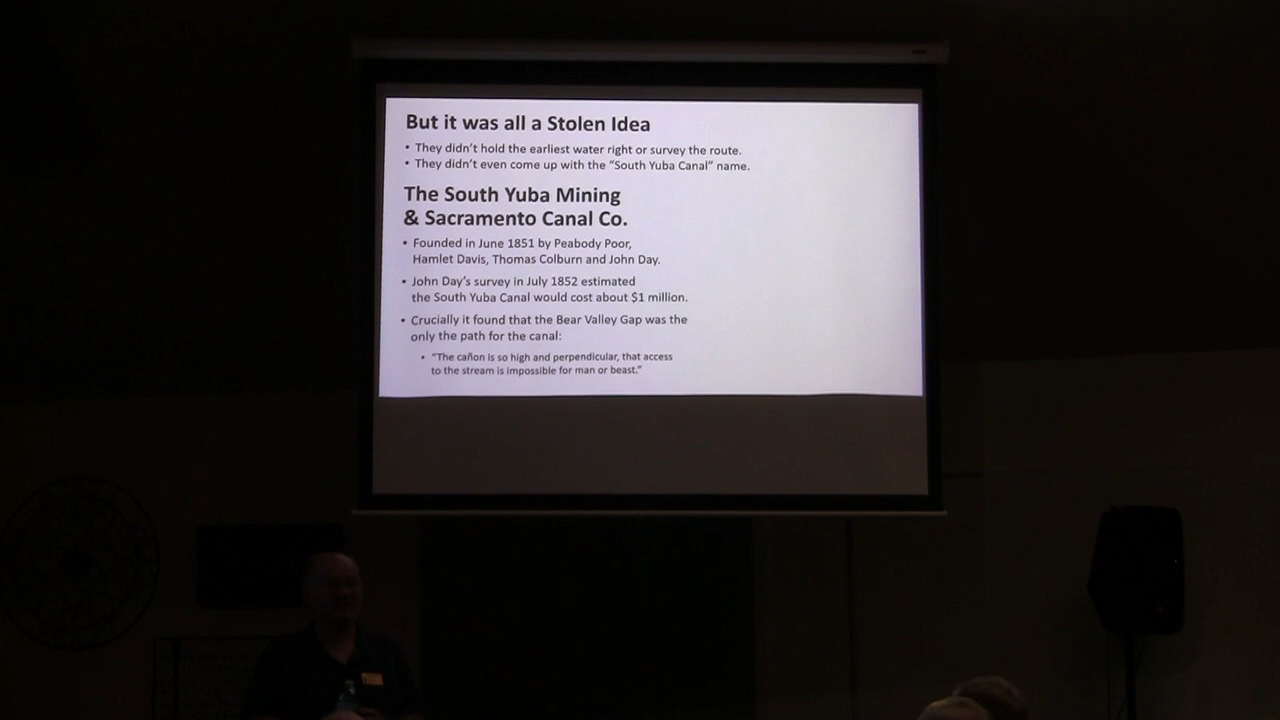 But it was all a Stolen Idea
• They didn't hold the earliest water right or survey the route.
• They didn't even come up with the "South Yuba Canal" name.
The South Yuba Mining
& Sacramento Canal Co.
• Founded in June 1851 by Peabody Poor,
Hamlet Davis, Thomas Colburn and John Day.
• John Day's survey in July 1852 estimated
the South Yuba Canal would cost about $1 million.
• Crucially it found that the Bear Valley Gap was the
only the path for the canal:
• "The cañon is so high and perpendicular, that access
to the stream is impossible for man or beast."